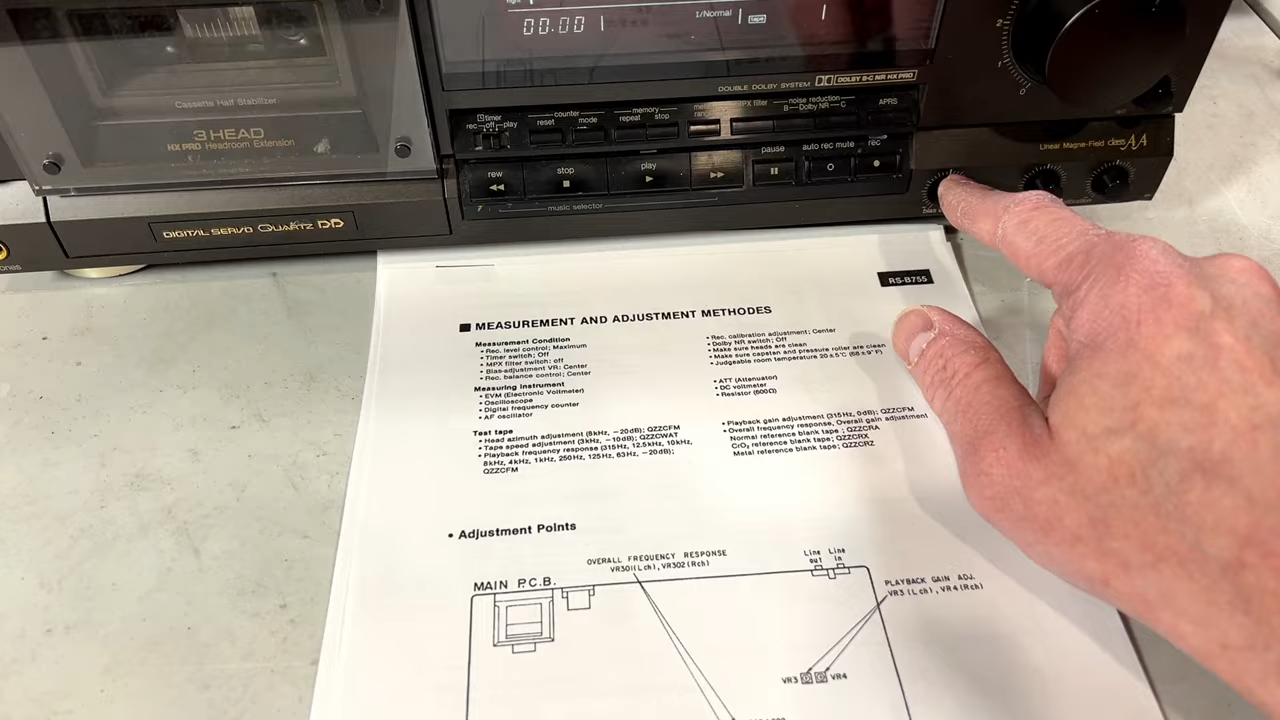 right
00.00
I/Normal
tape
Cassette Half Stabilizer
3 HEAD
HX PRO Headroom Extension
DIGITAL SERVO QUARTZ DD
DOUBLE DOLBY SYSTEM DOLBY B-C NR HX PRO
timer
rec-off-play
counter
reset mode
memory
repeat stop
filter
noise reduction
B-Dolby NR-C
APRS
rew
stop
play
pause
auto rec mute
rec
music selector
Linear Magne-Field class AA
2
0
RS-B755
■ MEASUREMENT AND ADJUSTMENT METHODES
Measurement Condition
• Rec. level control; Maximum
• Timer switch; Off
• MPX filter switch: off
• Bias-adjustment VR: Center
• Rec. balance control; Center
• Rec. calibration adjustment; Center
• Dolby NR switch; Off
• Make sure heads are clean
• Make sure capstan and pressure roller are clean
• Judgeable room temperature 20±5°C (68±9°F)
Measuring instrument
• EVM (Electronic Voltmeter)
• Oscilloscope
• Digital frequency counter
• AF oscillator
• ATT (Attenuator)
• DC voltmeter
• Resistor (600Ω)
Test tape
• Head azimuth adjustment (8kHz, −20dB); QZZCFM
• Tape speed adjustment (3kHz, −10dB); QZZCWAT
• Playback frequency response (315Hz, 12.5kHz, 10kHz,
8kHz, 4kHz, 1kHz, 250Hz, 125Hz, 63Hz, −20dB);
QZZCFM
• Playback gain adjustment (315Hz, 0dB); QZZCFM
• Overall frequency response, Overall gain adjustment
Normal reference blank tape ; QZZCRA
CrO₂ reference blank tape; QZZCRX
Metal reference blank tape; QZZCRZ
• Adjustment Points
OVERALL FREQUENCY RESPONSE
VR301(Lch), VR302(Rch)
MAIN P.C.B.
Line out
Line in
PLAYBACK GAIN ADJ.
VR3 (Lch), VR4(Rch)
VR3
VR4